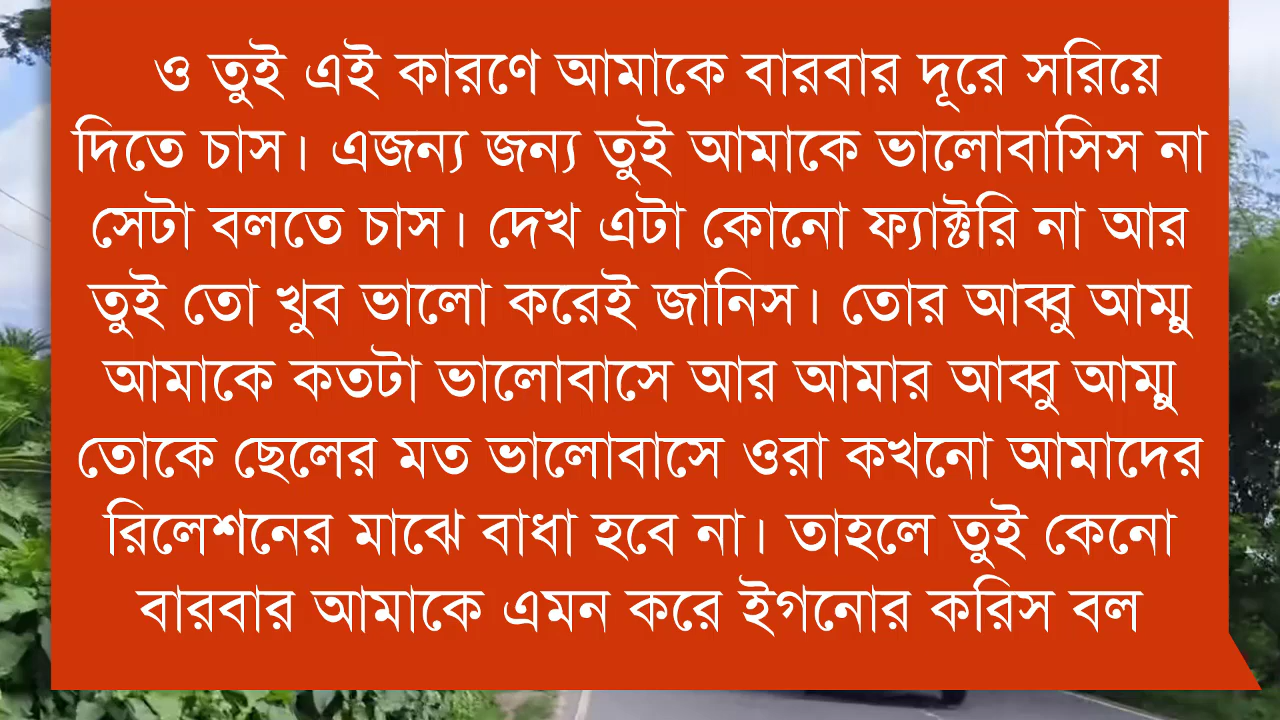 ও তুই এই কারণে আমাকে বারবার দূরে সরিয়ে
দিতে চাস। এজন্য জন্য তুই আমাকে ভালোবাসিস না
সেটা বলতে চাস। দেখ এটা কোনো ফ্যাক্টরি না আর
তুই তো খুব ভালো করেই জানিস। তোর আব্বু আম্মু
আমাকে কতটা ভালোবাসে আর আমার আব্বু আম্মু
তোকে ছেলের মত ভালোবাসে ওরা কখনো আমাদের
রিলেশনের মাঝে বাধা হবে না। তাহলে তুই কেনো
বারবার আমাকে এমন করে ইগনোর করিস বল